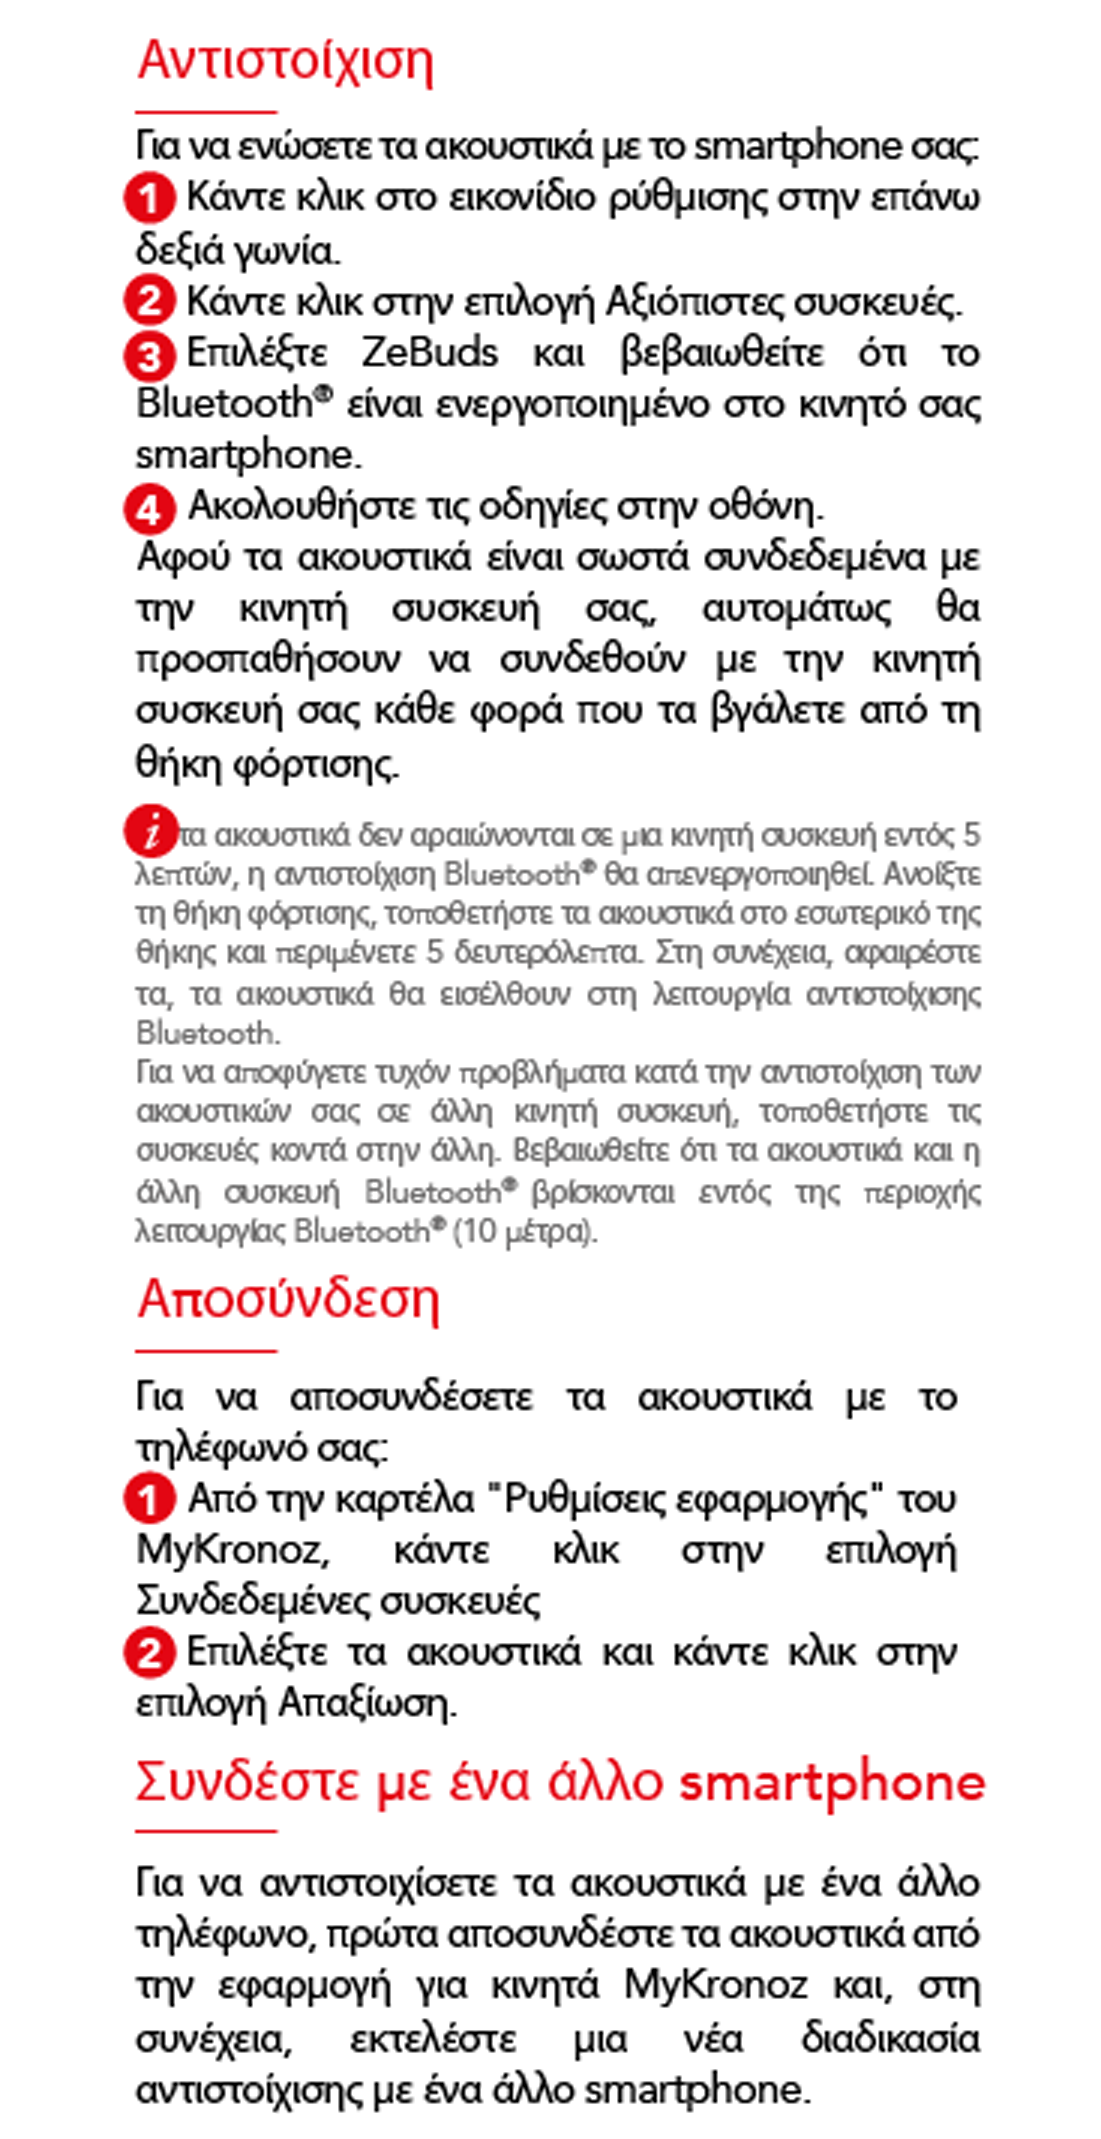 Αντιστοίχιση
Για να ενώσετε τα ακουστικά με το smartphone σας:
1 Κάντε κλικ στο εικονίδιο ρύθμισης στην επάνω
δεξιά γωνία.
2 Κάντε κλικ στην επιλογή Αξιόπιστες συσκευές.
3 Επιλέξτε ZeBuds και βεβαιωθείτε ότι το
Bluetooth® είναι ενεργοποιημένο στο κινητό σας
smartphone.
4 Ακολουθήστε τις οδηγίες στην οθόνη.
Αφού τα ακουστικά είναι σωστά συνδεδεμένα με
την κινητή συσκευή σας, αυτομάτως θα
προσπαθήσουν να συνδεθούν με την κινητή
συσκευή σας κάθε φορά που τα βγάλετε από τη
θήκη φόρτισης.
i τα ακουστικά δεν αραιώνονται σε μια κινητή συσκευή εντός 5
λεπτών, η αντιστοίχιση Bluetooth® θα απενεργοποιηθεί. Ανοίξτε
τη θήκη φόρτισης, τοποθετήστε τα ακουστικά στο εσωτερικό της
θήκης και περιμένετε 5 δευτερόλεπτα. Στη συνέχεια, αφαιρέστε
τα, τα ακουστικά θα εισέλθουν στη λειτουργία αντιστοίχισης
Bluetooth.
Για να αποφύγετε τυχόν προβλήματα κατά την αντιστοίχιση των
ακουστικών σας σε άλλη κινητή συσκευή, τοποθετήστε τις
συσκευές κοντά στην άλλη. Βεβαιωθείτε ότι τα ακουστικά και η
άλλη συσκευή Bluetooth® βρίσκονται εντός της περιοχής
λειτουργίας Bluetooth® (10 μέτρα).
Αποσύνδεση
Για να αποσυνδέσετε τα ακουστικά με το
τηλέφωνό σας:
1 Από την καρτέλα "Ρυθμίσεις εφαρμογής" του
MyKronoz, κάντε κλικ στην επιλογή
Συνδεδεμένες συσκευές
2 Επιλέξτε τα ακουστικά και κάντε κλικ στην
επιλογή Απαξίωση.
Συνδέστε με ένα άλλο smartphone
Για να αντιστοιχίσετε τα ακουστικά με ένα άλλο
τηλέφωνο, πρώτα αποσυνδέστε τα ακουστικά από
την εφαρμογή για κινητά MyKronoz και, στη
συνέχεια, εκτελέστε μια νέα διαδικασία
αντιστοίχισης με ένα άλλο smartphone.